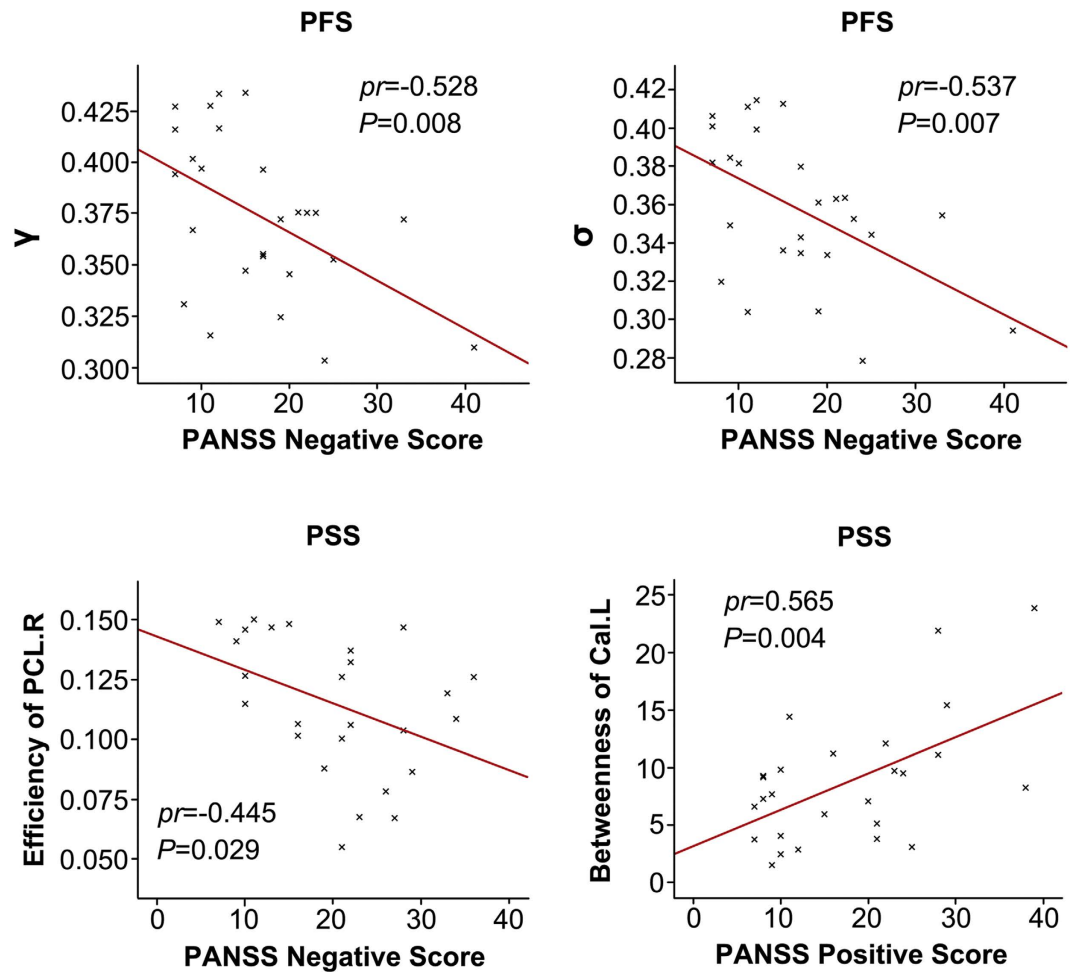 PFS
pr=-0.528
P=0.008
γ
0.425
0.400
0.375
0.350
0.325
0.300
10 20 30 40
PANSS Negative Score
PFS
pr=-0.537
P=0.007
σ
0.42
0.40
0.38
0.36
0.34
0.32
0.30
0.28
10 20 30 40
PANSS Negative Score
PSS
Efficiency of PCL.R
0.150
0.125
0.100
0.075
0.050
pr=-0.445
P=0.029
0 10 20 30 40
PANSS Negative Score
PSS
pr=0.565
P=0.004
Betweenness of Cal.L
25
20
15
10
5
0
0 10 20 30 40
PANSS Positive Score